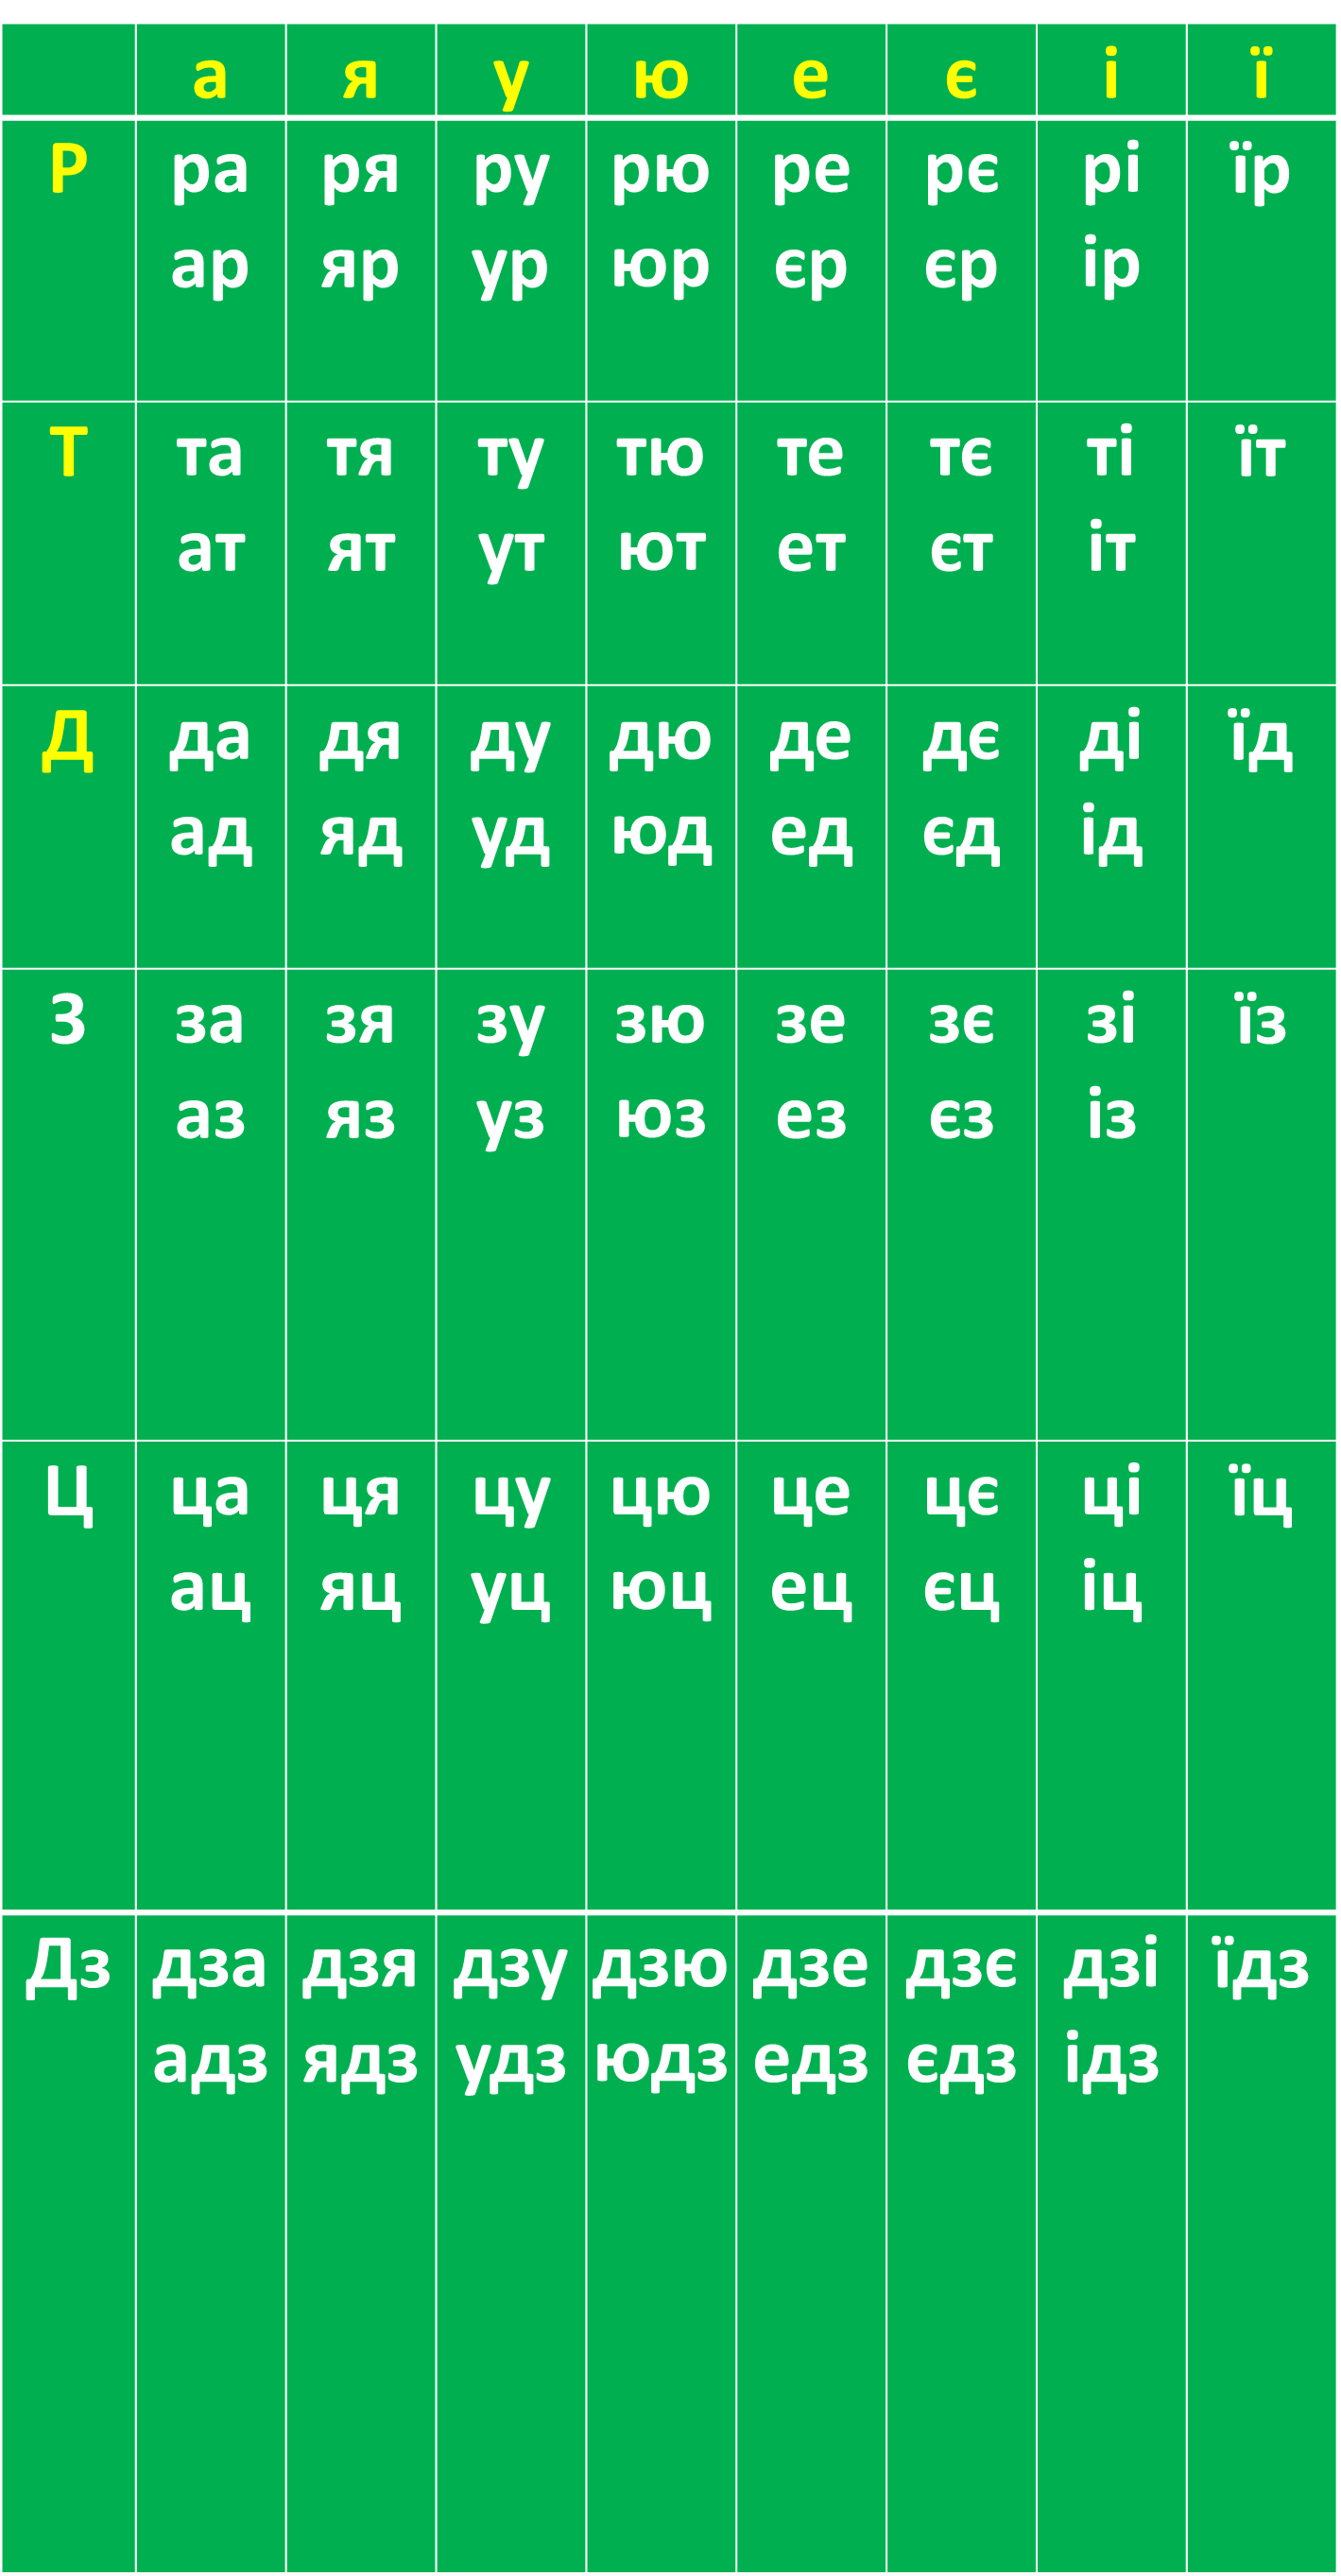 а я у ю е є і ї
Р ра ря ру рю ре рє рі їр
ар яр ур юр єр єр ір
Т та тя ту тю те тє ті їт
ат ят ут ют ет єт іт
Д да дя ду дю де дє ді їд
ад яд уд юд ед єд ід
З за зя зу зю зе зє зі їз
аз яз уз юз ез єз із
Ц ца ця цу цю це цє ці їц
ац яц уц юц ец єц іц
Дз дза дзя дзу дзю дзе дзє дзі їдз
адз ядз удз юдз едз єдз ідз